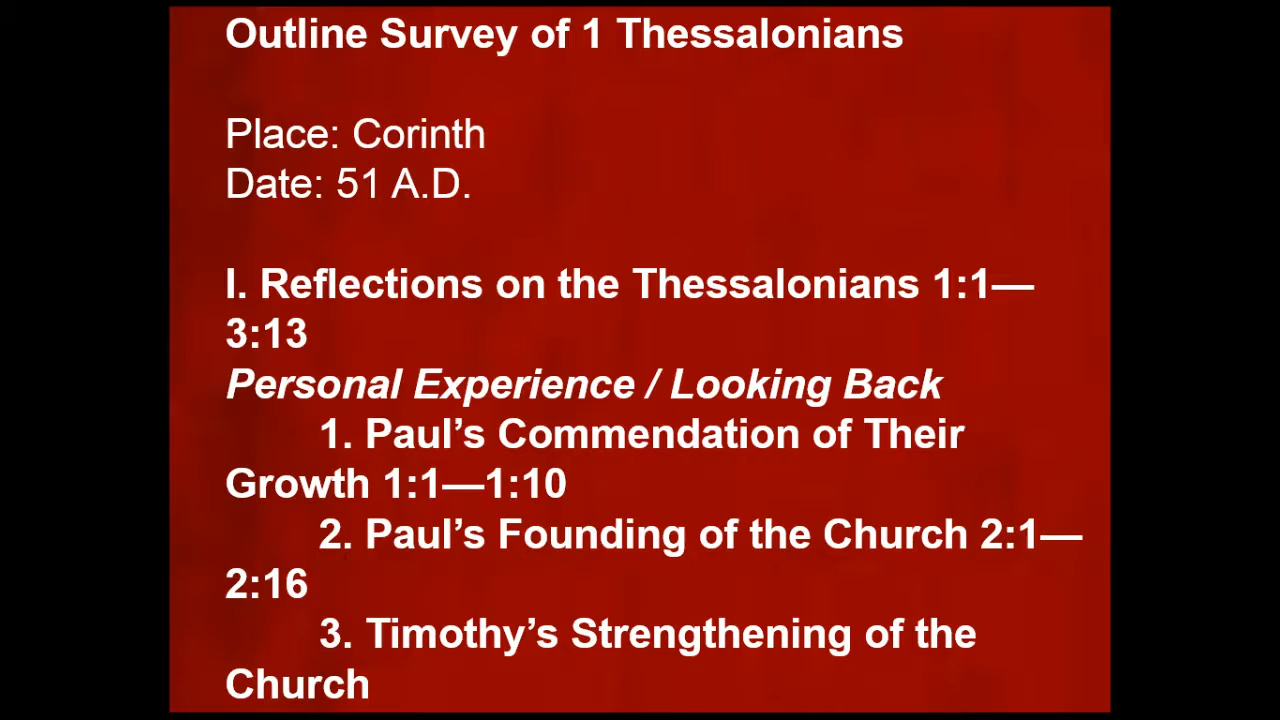 Outline Survey of 1 Thessalonians
Place: Corinth
Date: 51 A.D.
I. Reflections on the Thessalonians 1:1—
3:13
Personal Experience / Looking Back
1. Paul’s Commendation of Their
Growth 1:1—1:10
2. Paul’s Founding of the Church 2:1—
2:16
3. Timothy’s Strengthening of the
Church